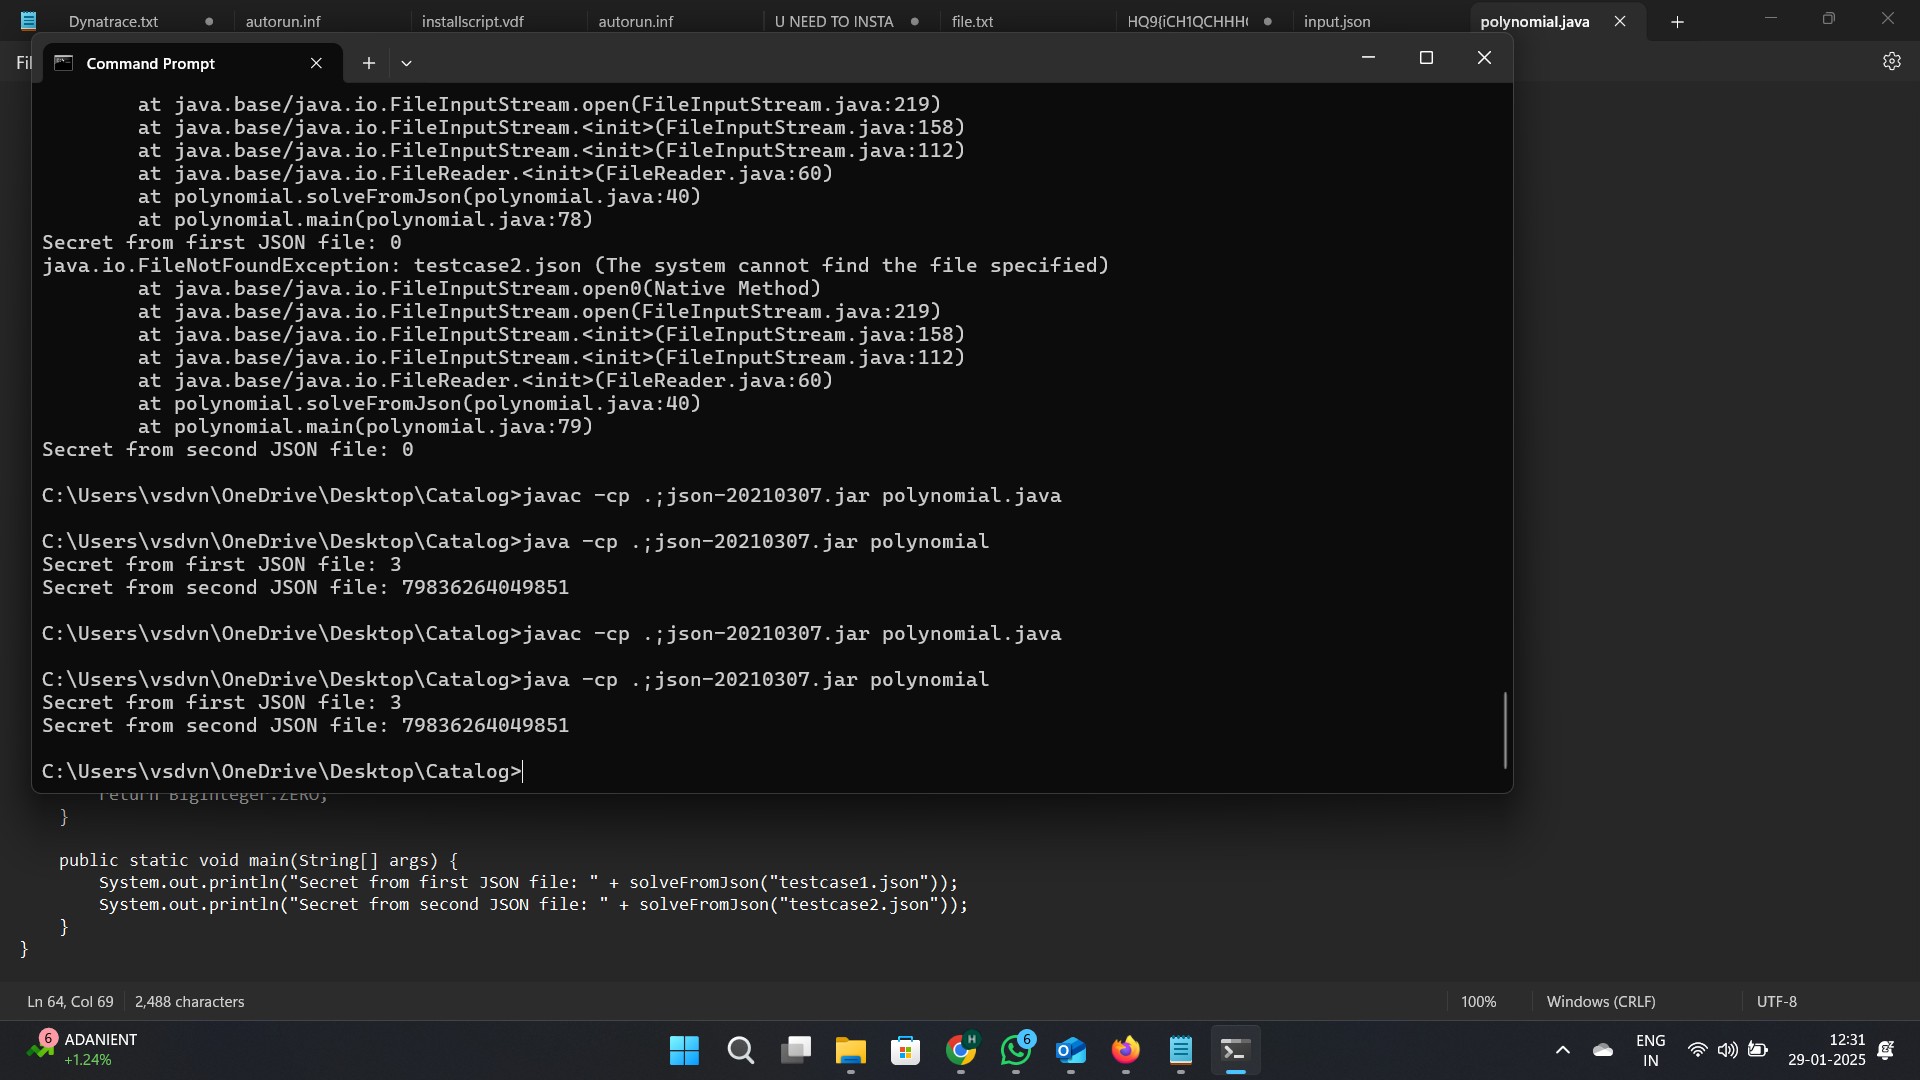 Dynatrace.txt
autorun.inf
installscript.vdf
autorun.inf
U NEED TO INSTA
file.txt
HQ9{iCH1QCHHH
input.json
polynomial.java
Command Prompt
at java.base/java.io.FileInputStream.open(FileInputStream.java:219)
at java.base/java.io.FileInputStream.<init>(FileInputStream.java:158)
at java.base/java.io.FileInputStream.<init>(FileInputStream.java:112)
at java.base/java.io.FileReader.<init>(FileReader.java:60)
at polynomial.solveFromJson(polynomial.java:40)
at polynomial.main(polynomial.java:78)
Secret from first JSON file: 0
java.io.FileNotFoundException: testcase2.json (The system cannot find the file specified)
at java.base/java.io.FileInputStream.open0(Native Method)
at java.base/java.io.FileInputStream.open(FileInputStream.java:219)
at java.base/java.io.FileInputStream.<init>(FileInputStream.java:158)
at java.base/java.io.FileInputStream.<init>(FileInputStream.java:112)
at java.base/java.io.FileReader.<init>(FileReader.java:60)
at polynomial.solveFromJson(polynomial.java:40)
at polynomial.main(polynomial.java:79)
Secret from second JSON file: 0
C:\Users\vsdvn\OneDrive\Desktop\Catalog>javac -cp .;json-20210307.jar polynomial.java
C:\Users\vsdvn\OneDrive\Desktop\Catalog>java -cp .;json-20210307.jar polynomial
Secret from first JSON file: 3
Secret from second JSON file: 79836264049851
C:\Users\vsdvn\OneDrive\Desktop\Catalog>javac -cp .;json-20210307.jar polynomial.java
C:\Users\vsdvn\OneDrive\Desktop\Catalog>java -cp .;json-20210307.jar polynomial
Secret from first JSON file: 3
Secret from second JSON file: 79836264049851
C:\Users\vsdvn\OneDrive\Desktop\Catalog>
return BigInteger.ZERO;
}
public static void main(String[] args) {
System.out.println("Secret from first JSON file: " + solveFromJson("testcase1.json"));
System.out.println("Secret from second JSON file: " + solveFromJson("testcase2.json"));
}
}
Ln 64, Col 69
2,488 characters
100%
Windows (CRLF)
UTF-8
6
ADANIENT
+1.24%
H
6
ENG
IN
12:31
29-01-2025